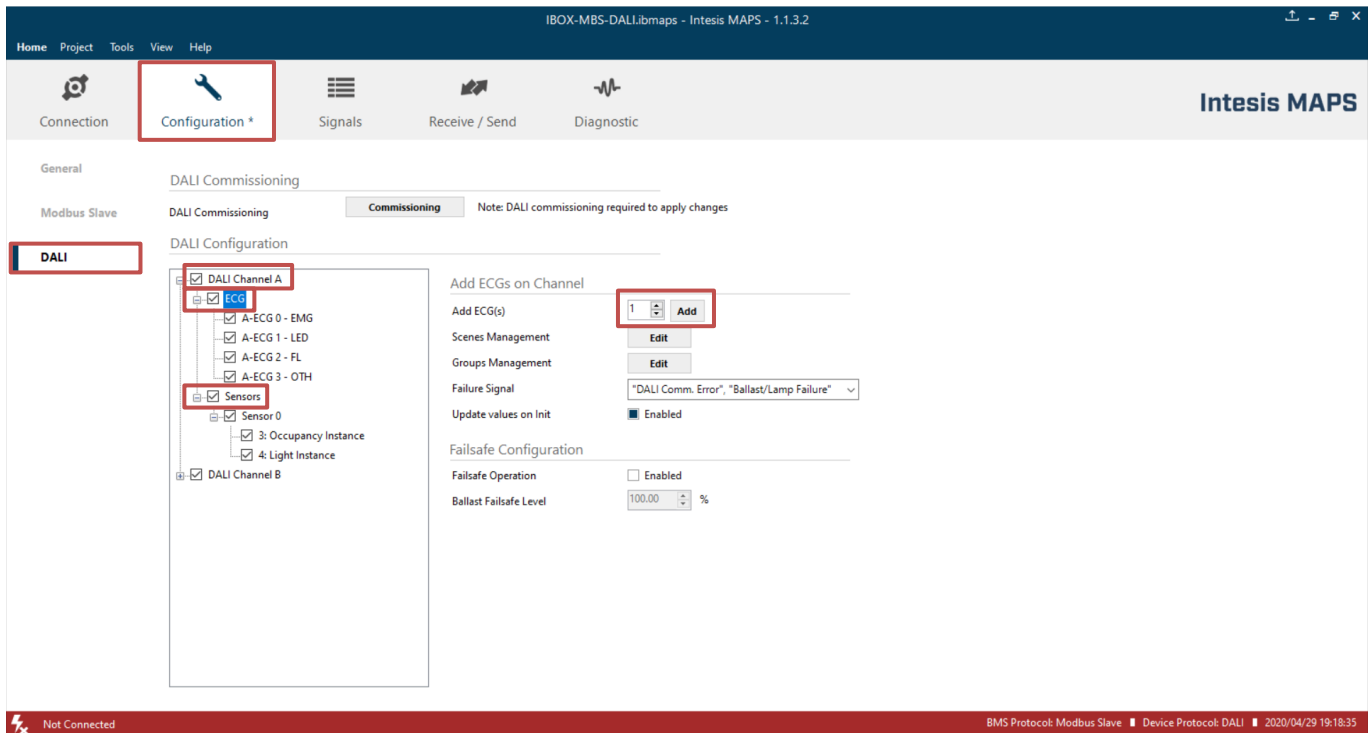 IBOX-MBS-DALI.ibmaps - Intesis MAPS - 1.1.3.2
Home Project Tools View Help
Connection
Configuration *
Signals
Receive / Send
Diagnostic
Intesis MAPS
General
Modbus Slave
DALI
DALI Commissioning
DALI Commissioning Commissioning Note: DALI commissioning required to apply changes
DALI Configuration
DALI Channel A
ECG
A-ECG 0 - EMG
A-ECG 1 - LED
A-ECG 2 - FL
A-ECG 3 - OTH
Sensors
Sensor 0
3: Occupancy Instance
4: Light Instance
DALI Channel B
Add ECGs on Channel
Add ECG(s) 1 Add
Scenes Management Edit
Groups Management Edit
Failure Signal "DALI Comm. Error", "Ballast/Lamp Failure"
Update values on Init Enabled
Failsafe Configuration
Failsafe Operation Enabled
Ballast Failsafe Level 100.00 %
Not Connected
BMS Protocol: Modbus Slave Device Protocol: DALI 2020/04/29 19:18:35